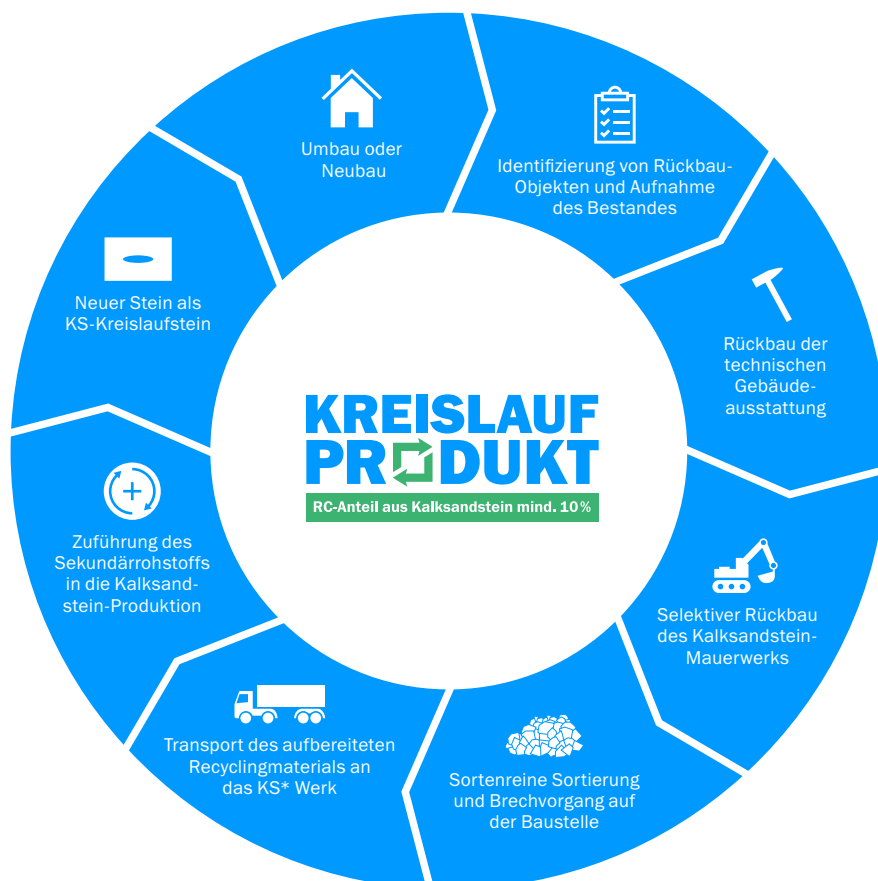 Umbau oder
Neubau
Identifizierung von Rückbau-
Objekten und Aufnahme
des Bestandes
Rückbau der
technischen
Gebäude-
ausstattung
Selektiver Rückbau
des Kalksandstein-
Mauerwerks
Sortenreine Sortierung
und Brechvorgang auf
der Baustelle
Transport des aufbereiteten
Recyclingmaterials an
das KS* Werk
Zuführung des
Sekundärrohstoffs
in die Kalksand-
stein-Produktion
Neuer Stein als
KS-Kreislaufstein
KREISLAUF
PRODUKT
RC-Anteil aus Kalksandstein mind. 10 %